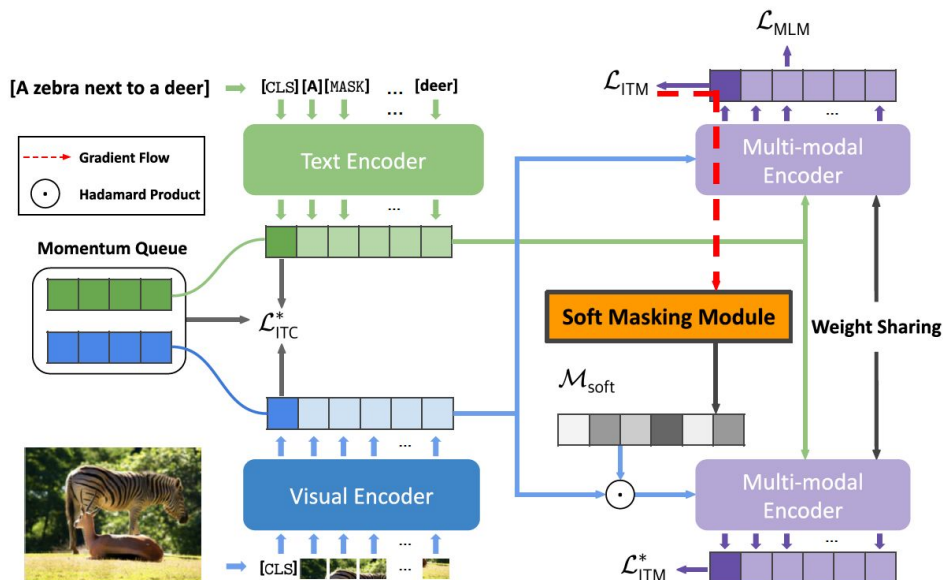 [A zebra next to a deer]
[CLS] [A] [MASK] ... [deer]
...
Text Encoder
...
Gradient Flow
Hadamard Product
Momentum Queue
ℒ*ITC
ℒMLM
ℒITM
...
Multi-modal
Encoder
Soft Masking Module
Weight Sharing
ℳsoft
...
Visual Encoder
...
[CLS] ...
Multi-modal
Encoder
...
ℒ*ITM